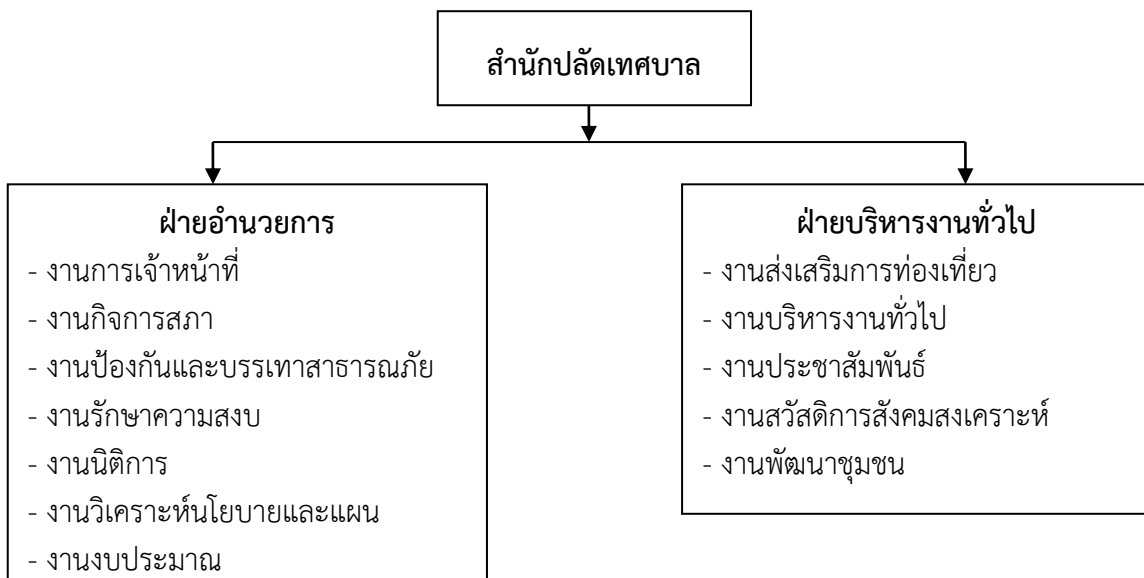 สำนักปลัดเทศบาล
ฝ่ายอำนวยการ
- งานการเจ้าหน้าที่
- งานกิจการสภา
- งานป้องกันและบรรเทาสาธารณภัย
- งานรักษาความสงบ
- งานนิติการ
- งานวิเคราะห์นโยบายและแผน
- งานงบประมาณ
ฝ่ายบริหารงานทั่วไป
- งานส่งเสริมการท่องเที่ยว
- งานบริหารงานทั่วไป
- งานประชาสัมพันธ์
- งานสวัสดิการสังคมสงเคราะห์
- งานพัฒนาชุมชน